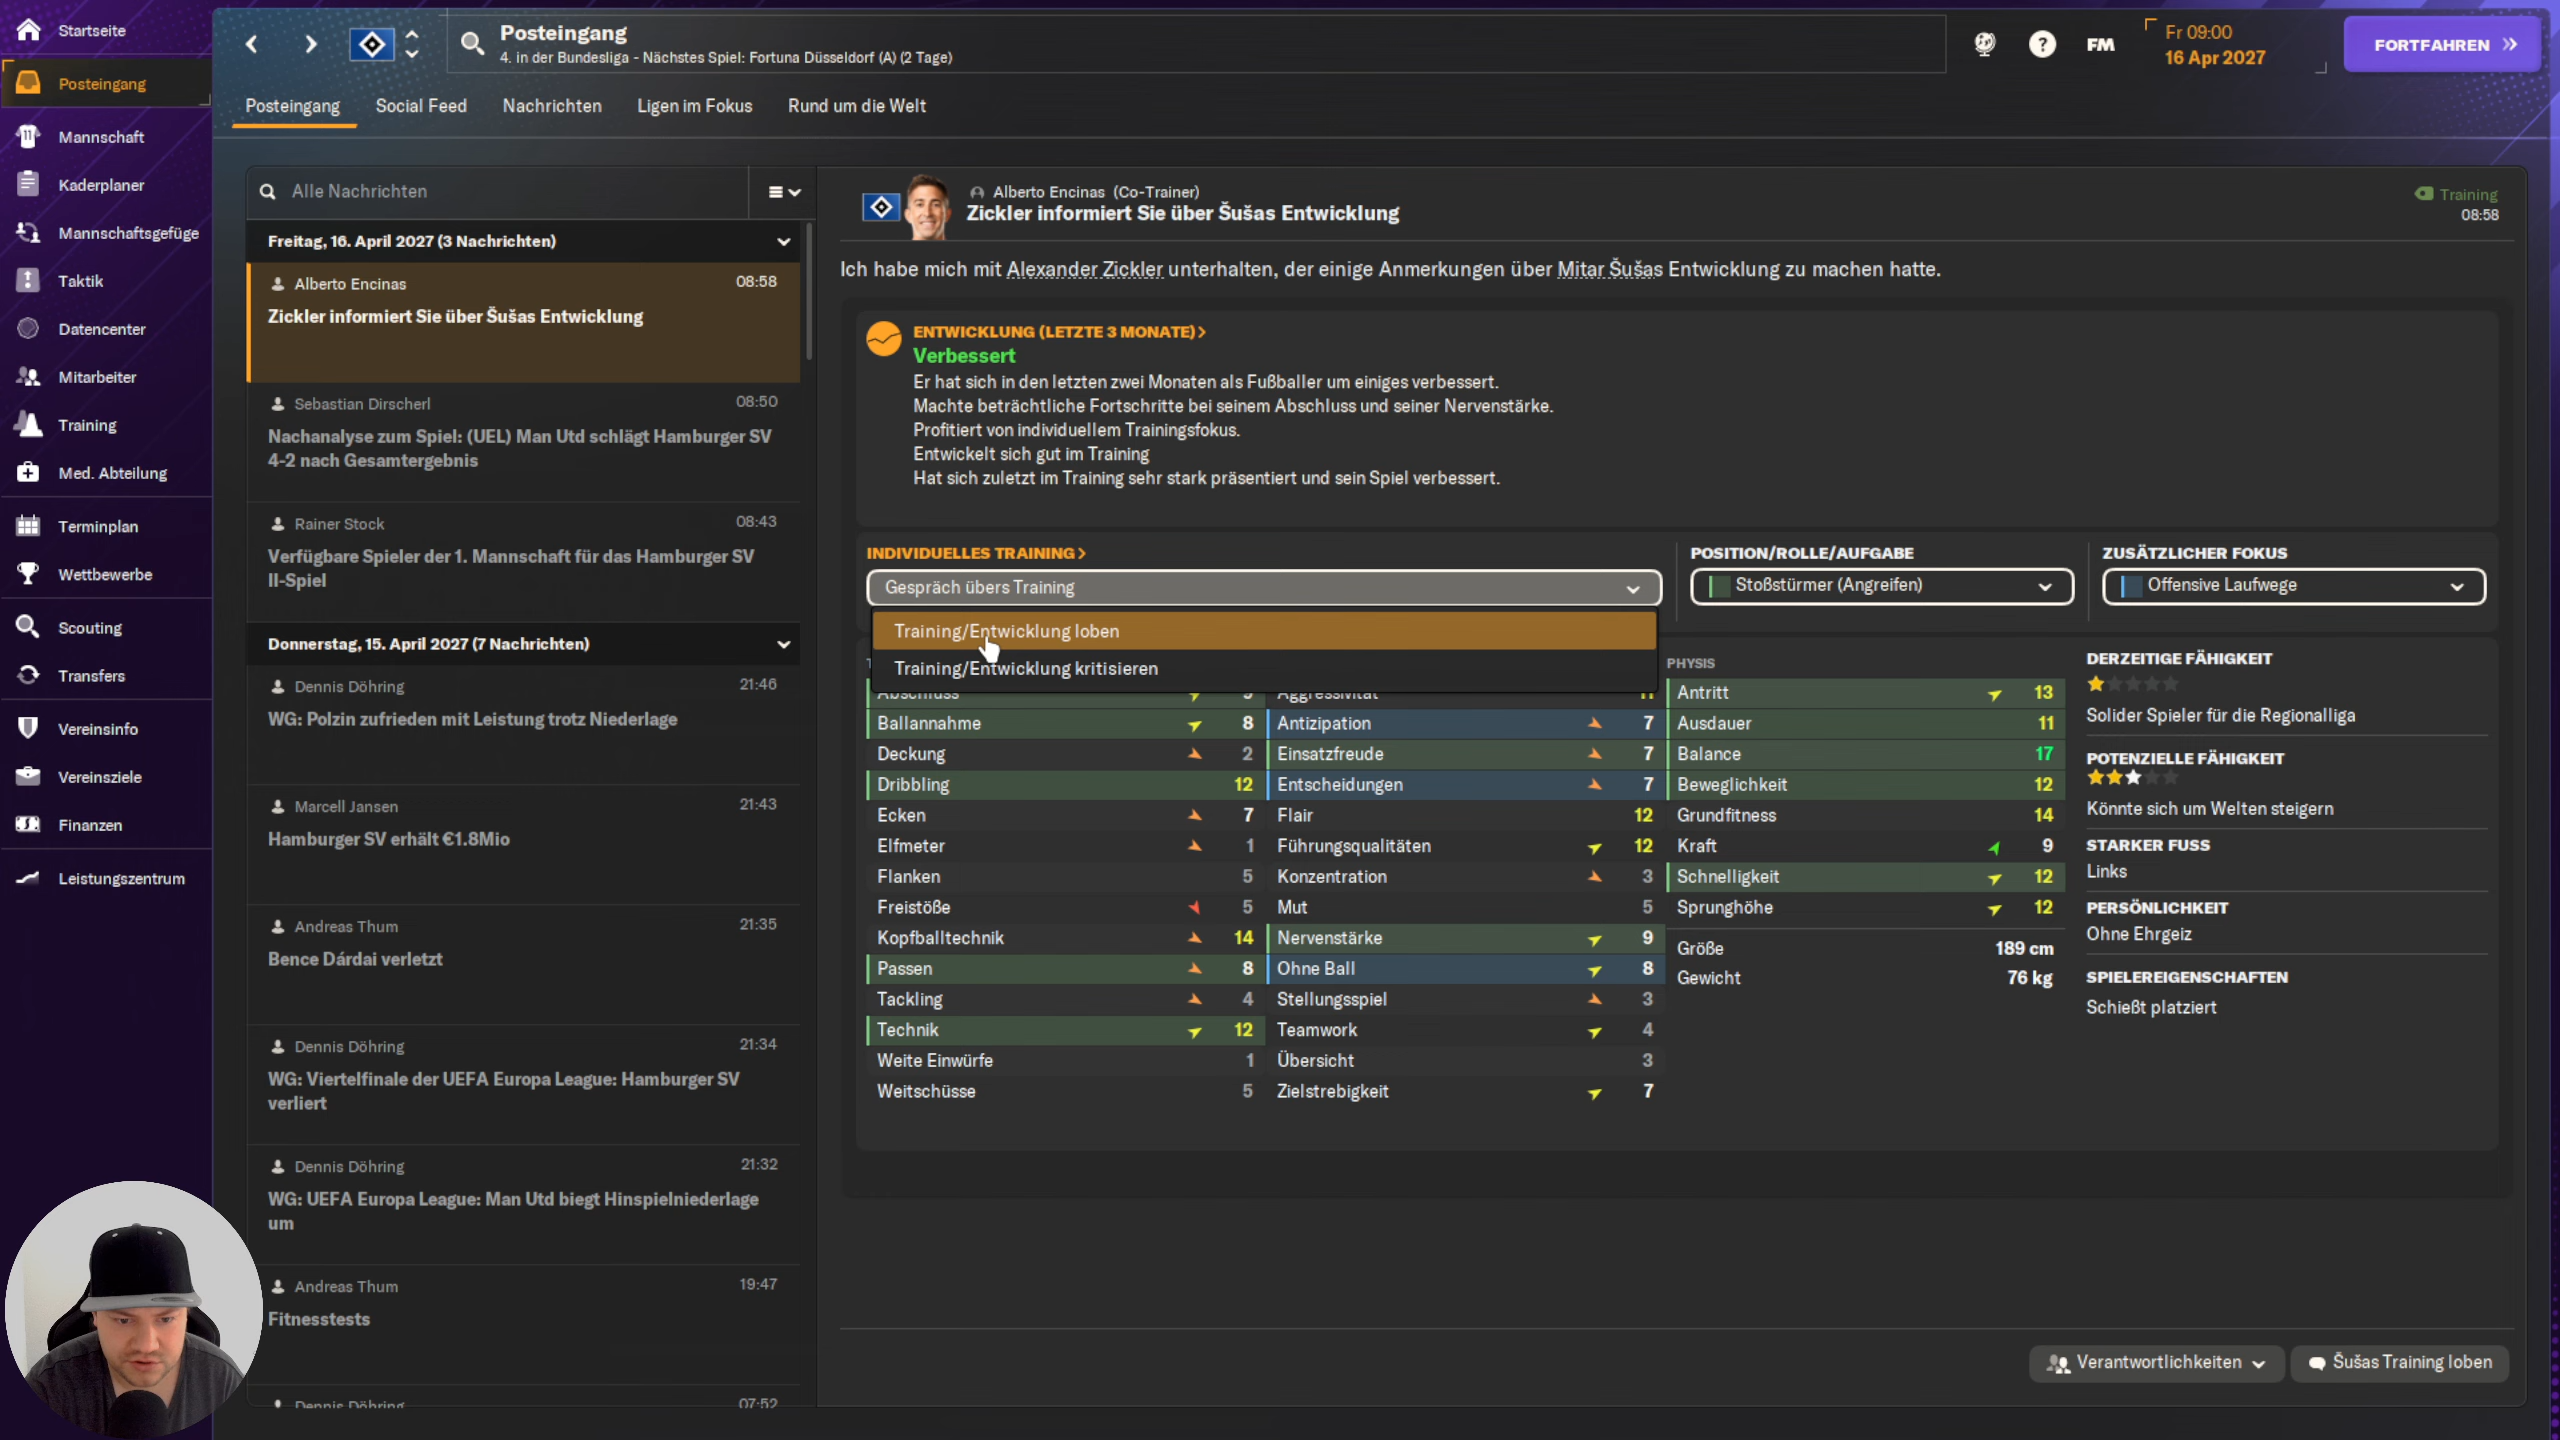 Startseite
Posteingang
Mannschaft
Kaderplaner
Mannschaftsgefüge
Taktik
Datencenter
Mitarbeiter
Training
Med. Abteilung
Terminplan
Wettbewerbe
Scouting
Transfers
Vereinsinfo
Vereinsziele
Finanzen
Leistungszentrum
Posteingang
4. in der Bundesliga - Nächstes Spiel: Fortuna Düsseldorf (A) (2 Tage)
?
FM
Fr 09:00
16 Apr 2027
FORTFAHREN
Posteingang
Social Feed
Nachrichten
Ligen im Fokus
Rund um die Welt
Alle Nachrichten
Freitag, 16. April 2027 (3 Nachrichten)
Alberto Encinas 08:58
Zickler informiert Sie über Šušas Entwicklung
Sebastian Dirscherl 08:50
Nachanalyse zum Spiel: (UEL) Man Utd schlägt Hamburger SV
4-2 nach Gesamtergebnis
Rainer Stock 08:43
Verfügbare Spieler der 1. Mannschaft für das Hamburger SV
II-Spiel
Donnerstag, 15. April 2027 (7 Nachrichten)
Dennis Döhring 21:46
WG: Polzin zufrieden mit Leistung trotz Niederlage
Marcell Jansen 21:43
Hamburger SV erhält €1.8Mio
Andreas Thum 21:35
Bence Dárdai verletzt
Dennis Döhring 21:34
WG: Viertelfinale der UEFA Europa League: Hamburger SV
verliert
Dennis Döhring 21:32
WG: UEFA Europa League: Man Utd biegt Hinspielniederlage
um
Andreas Thum 19:47
Fitnesstests
Dennis Döhring 07:52
Alberto Encinas (Co-Trainer)
Zickler informiert Sie über Šušas Entwicklung
Training
08:58
Ich habe mich mit Alexander Zickler unterhalten, der einige Anmerkungen über Mitar Šušas Entwicklung zu machen hatte.
ENTWICKLUNG (LETZTE 3 MONATE) >
Verbessert
Er hat sich in den letzten zwei Monaten als Fußballer um einiges verbessert.
Machte beträchtliche Fortschritte bei seinem Abschluss und seiner Nervenstärke.
Profitiert von individuellem Trainingsfokus.
Entwickelt sich gut im Training
Hat sich zuletzt im Training sehr stark präsentiert und sein Spiel verbessert.
INDIVIDUELLES TRAINING >
Gespräch übers Training
Training/Entwicklung loben
Training/Entwicklung kritisieren
POSITION/ROLLE/AUFGABE
Stoßstürmer (Angreifen)
ZUSÄTZLICHER FOKUS
Offensive Laufwege
Abschluss 9
Ballannahme 8
Deckung 2
Dribbling 12
Ecken 7
Elfmeter 1
Flanken 5
Freistöße 5
Kopfballtechnik 14
Passen 8
Tackling 4
Technik 12
Weite Einwürfe 1
Weitschüsse 5
Aggressivität 11
Antizipation 7
Einsatzfreude 7
Entscheidungen 7
Flair 12
Führungsqualitäten 12
Konzentration 3
Mut 5
Nervenstärke 9
Ohne Ball 8
Stellungsspiel 3
Teamwork 4
Übersicht 3
Zielstrebigkeit 7
PHYSIS
Antritt 13
Ausdauer 11
Balance 17
Beweglichkeit 12
Grundfitness 14
Kraft 9
Schnelligkeit 12
Sprunghöhe 12
Größe 189 cm
Gewicht 76 kg
DERZEITIGE FÄHIGKEIT
Solider Spieler für die Regionalliga
POTENZIELLE FÄHIGKEIT
Könnte sich um Welten steigern
STARKER FUSS
Links
PERSÖNLICHKEIT
Ohne Ehrgeiz
SPIELEREIGENSCHAFTEN
Schießt platziert
Verantwortlichkeiten
Šušas Training loben